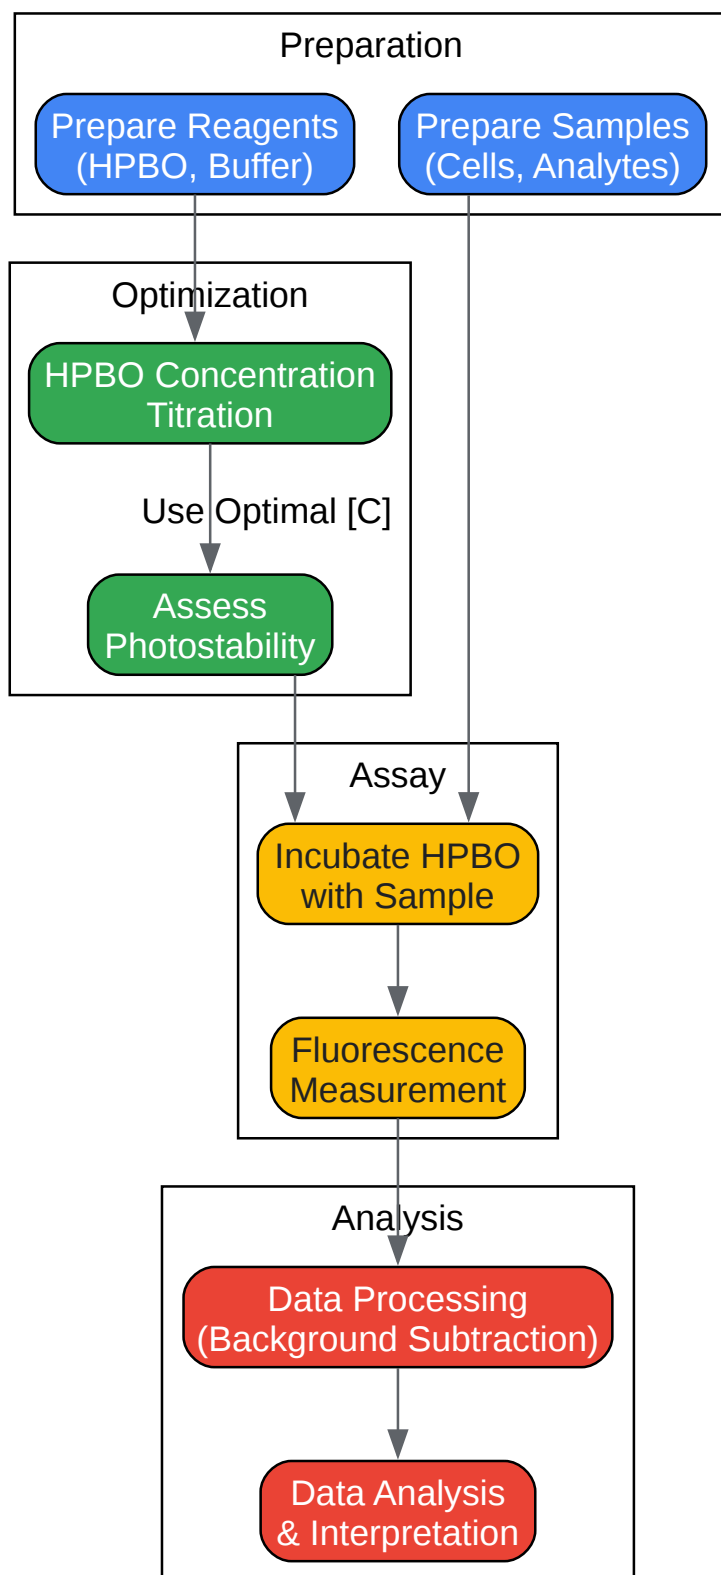 Preparation
Prepare Reagents
(HPBO, Buffer)
Prepare Samples
(Cells, Analytes)
Optimization
HPBO Concentration
Titration
Use Optimal [C]
Assess
Photostability
Assay
Incubate HPBO
with Sample
Fluorescence
Measurement
Analysis
Data Processing
(Background Subtraction)
Data Analysis
& Interpretation